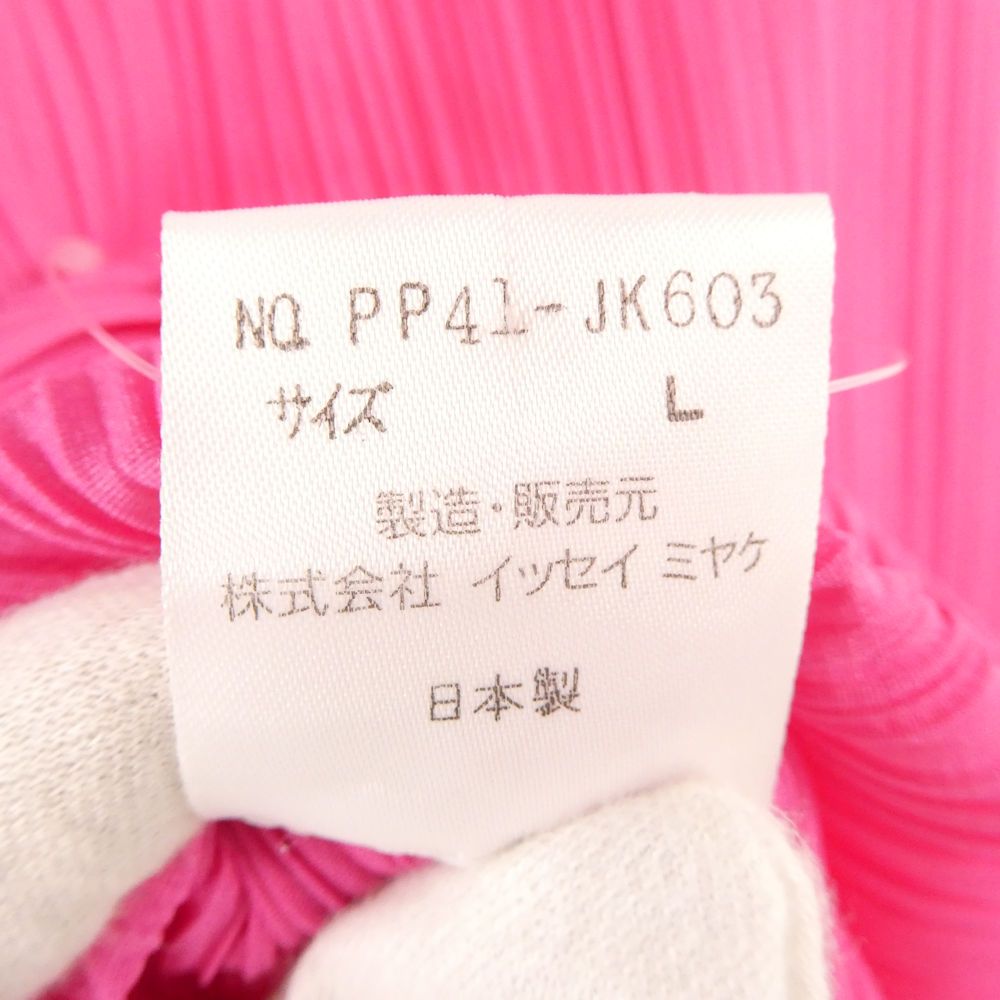 NO. PP41-JK603
サイズ L
製造・販売元
株式会社 イッセイ ミヤケ
日本製